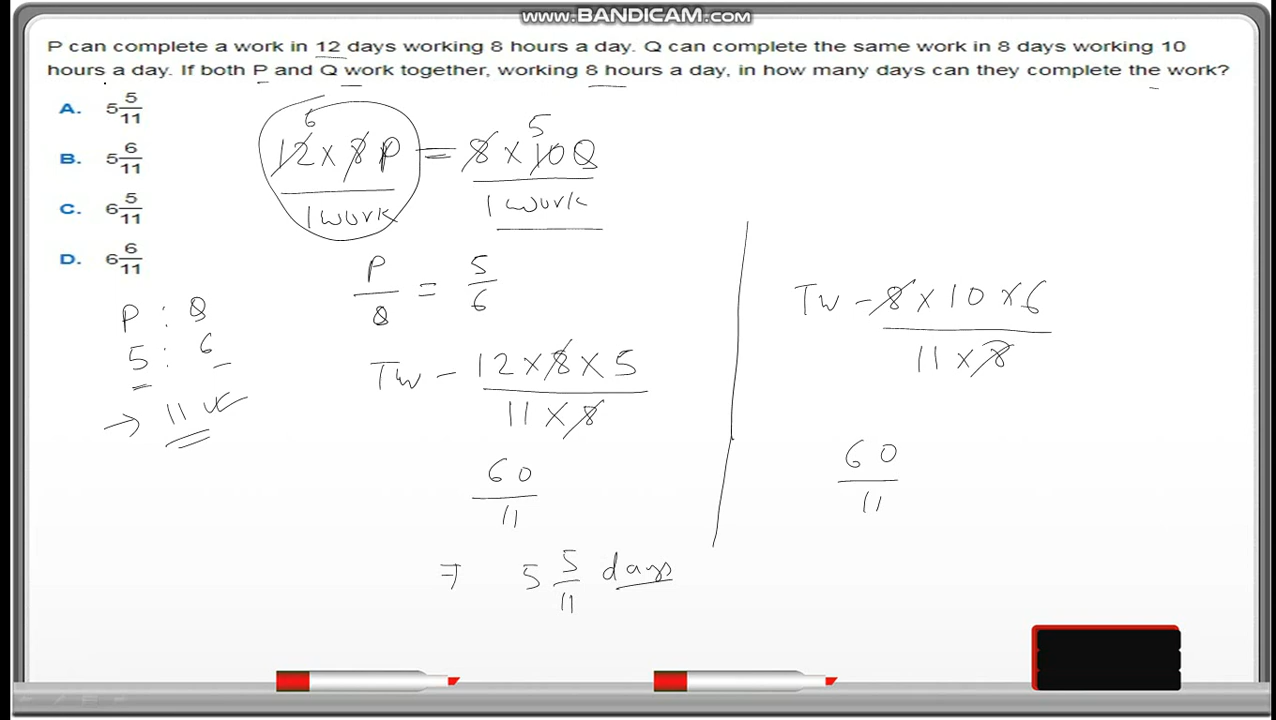 www.BANDICAM.com
P can complete a work in 12 days working 8 hours a day. Q can complete the same work in 8 days working 10
hours a day. If both P and Q work together, working 8 hours a day, in how many days can they complete the work?
A. 5 5/11
B. 5 6/11
C. 6 5/11
D. 6 6/11
6
12 × 8 P = 8 × 10 Q
5
1 work
1 work
P/Q = 5/6
P : Q
5 : 6
→ 11
Tw - 12 × 8 × 5
11 × 8
60
11
⇒ 5 5/11 days
Tw - 8 × 10 × 6
11 × 8
60
11